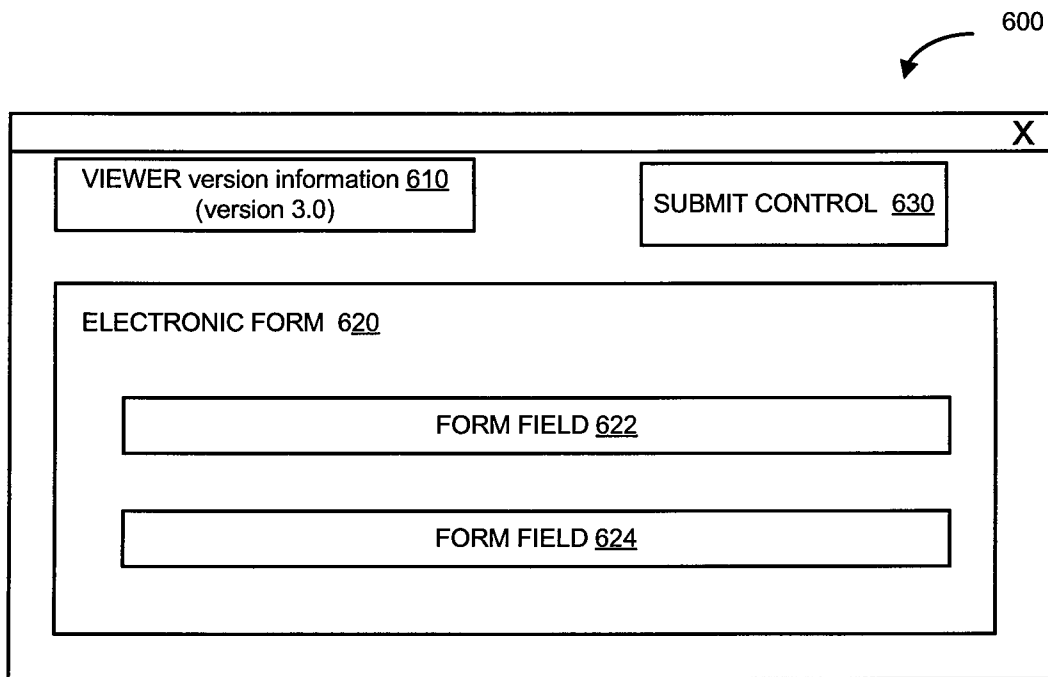 600
X
VIEWER version information 610
(version 3.0)
SUBMIT CONTROL 630
ELECTRONIC FORM 620
FORM FIELD 622
FORM FIELD 624